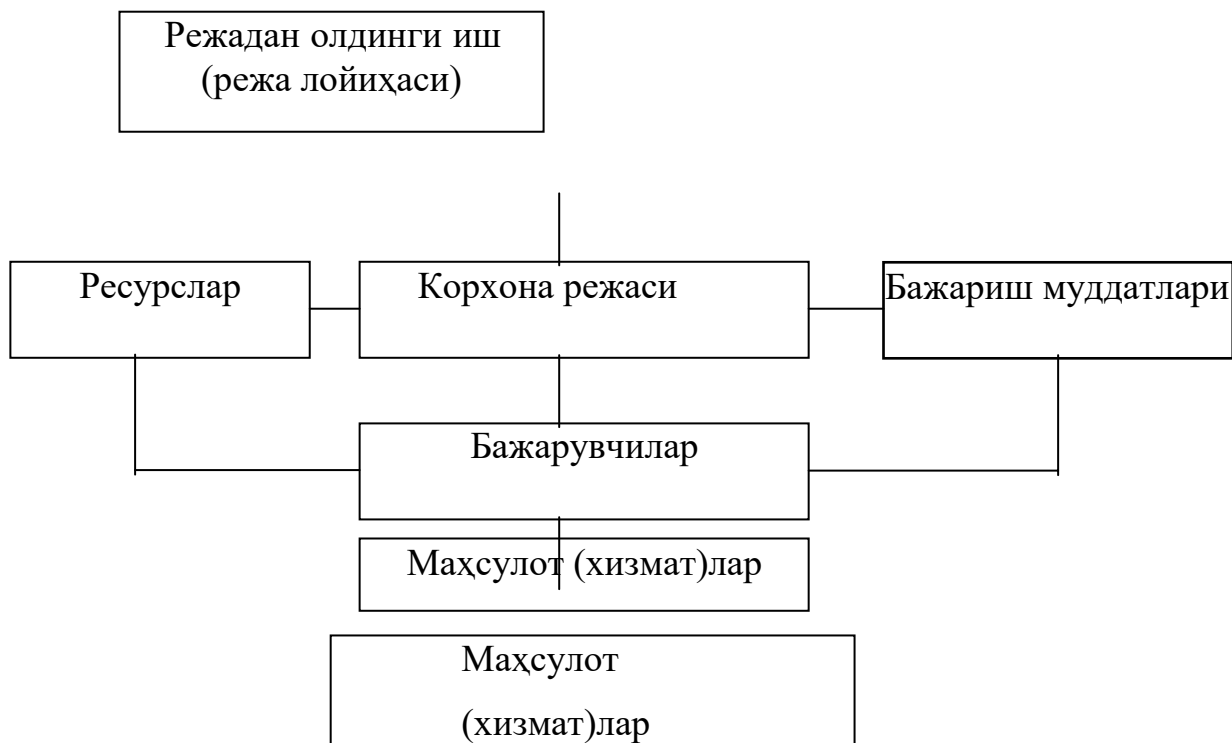 Режадан олдинги иш
(режа лойиҳаси)
Ресурслар
Корхона режаси
Бажариш муддатлари
Бажарувчилар
Маҳсулот (хизмат)лар
Маҳсулот
(хизмат)лар